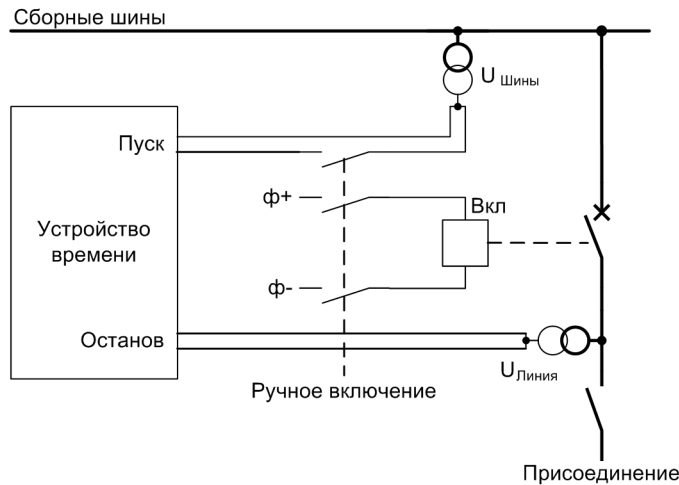 Сборные шины
U Шины
Пуск
ф+
Вкл
Устройство
времени
ф-
Останов
U Линия
Ручное включение
Присоединение